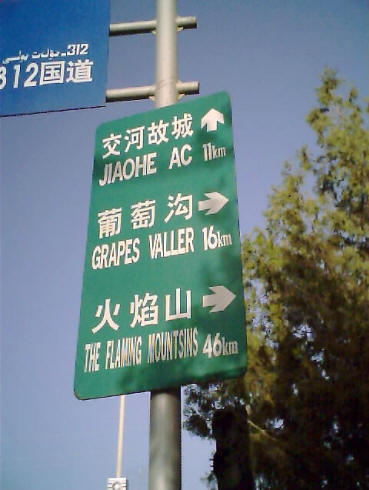 312国道
交河故城
JIAOHE AC 11km
葡萄沟
GRAPES VALLER 16km
火焰山
THE FLAMING MOUNTSINS 46km